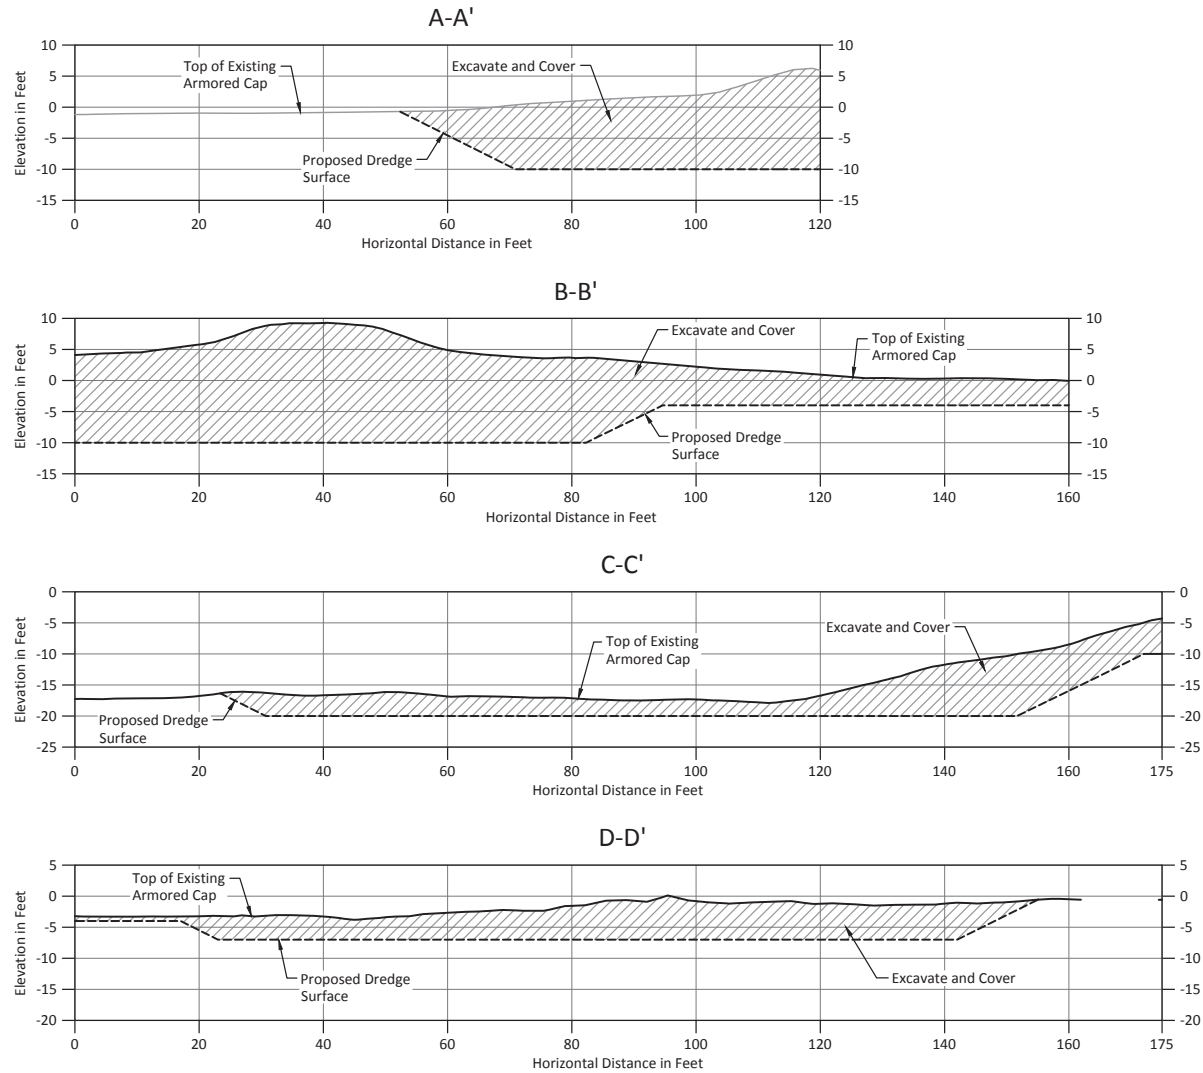 A-A'
10
5
0
-5
-10
-15
10
5
0
-5
-10
-15
Elevation in Feet
Top of Existing
Armored Cap
Excavate and Cover
Proposed Dredge
Surface
0
20
40
60
80
100
120
Horizontal Distance in Feet
B-B'
10
5
0
-5
-10
-15
10
5
0
-5
-10
-15
Elevation in Feet
Excavate and Cover
Top of Existing
Armored Cap
Proposed Dredge
Surface
0
20
40
60
80
100
120
140
160
Horizontal Distance in Feet
C-C'
0
-5
-10
-15
-20
-25
0
-5
-10
-15
-20
-25
Elevation in Feet
Excavate and Cover
Top of Existing
Armored Cap
Proposed Dredge
Surface
0
20
40
60
80
100
120
140
160
175
Horizontal Distance in Feet
D-D'
5
0
-5
-10
-15
-20
5
0
-5
-10
-15
-20
Elevation in Feet
Top of Existing
Armored Cap
Proposed Dredge
Surface
Excavate and Cover
0
20
40
60
80
100
120
140
160
175
Horizontal Distance in Feet